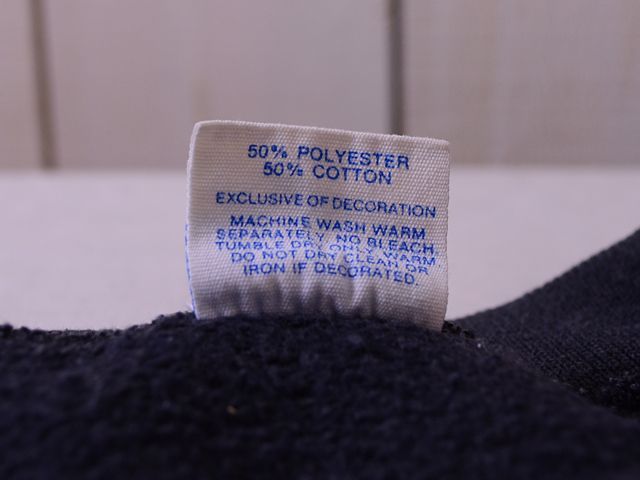 50% POLYESTER
50% COTTON
EXCLUSIVE OF DECORATION
MACHINE WASH WARM
SEPARATELY, NO BLEACH,
TUMBLE DRY ONLY, WARM,
DO NOT DRY CLEAN OR
IRON IF DECORATED.